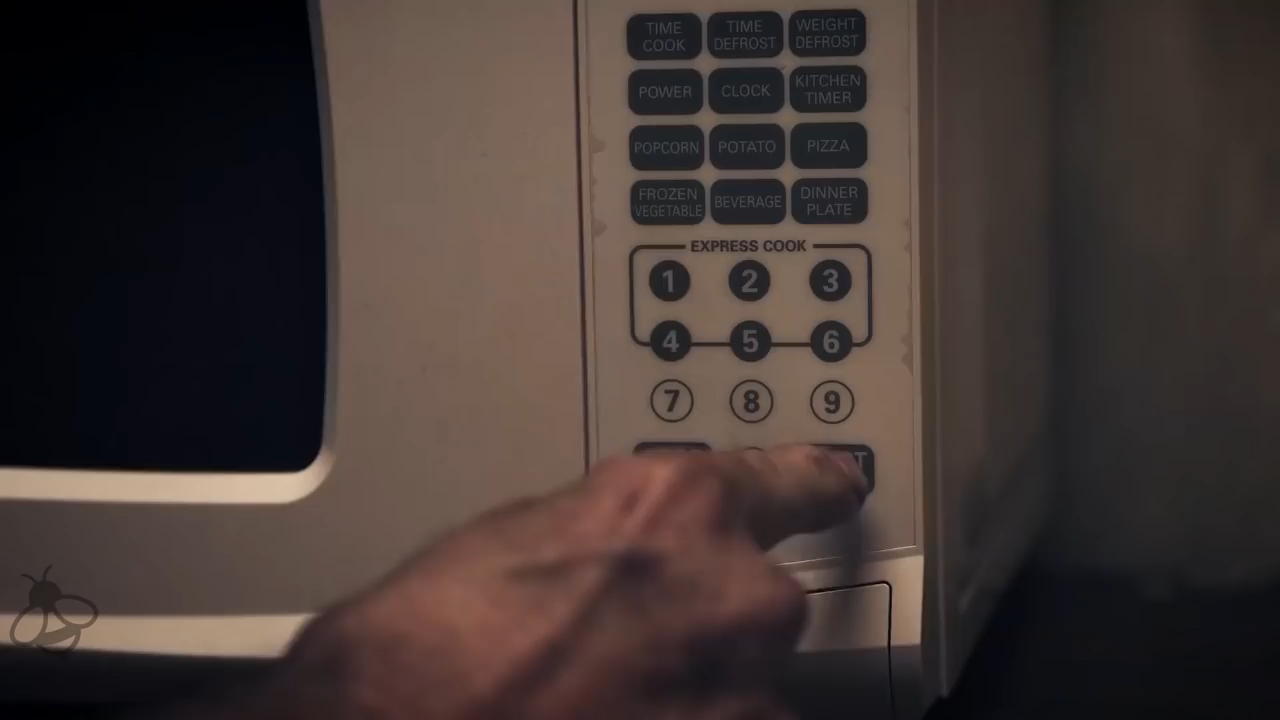 TIME
COOK
TIME
DEFROST
WEIGHT
DEFROST
POWER
CLOCK
KITCHEN
TIMER
POPCORN
POTATO
PIZZA
FROZEN
VEGETABLE
BEVERAGE
DINNER
PLATE
EXPRESS COOK
1 2 3
4 5 6
7 8 9